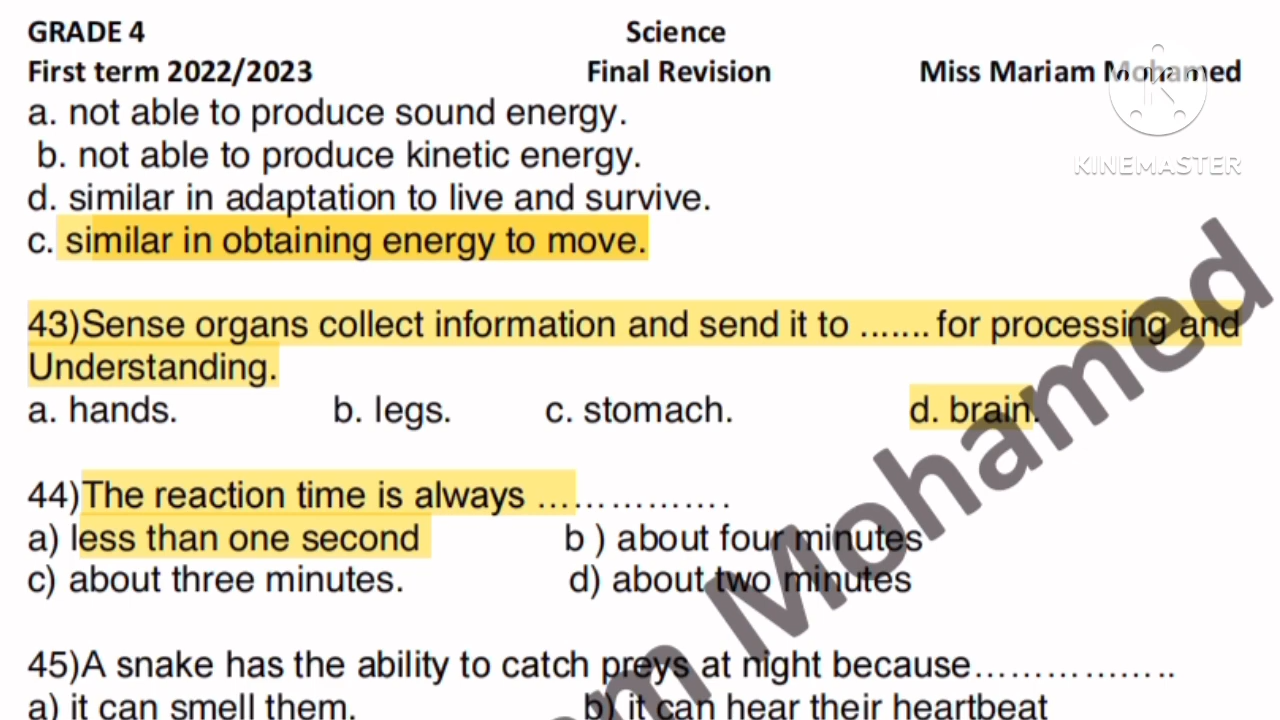 GRADE 4 Science
First term 2022/2023 Final Revision Miss Mariam Mohamed
KINEMASTER
a. not able to produce sound energy.
b. not able to produce kinetic energy.
d. similar in adaptation to live and survive.
c. similar in obtaining energy to move.
43)Sense organs collect information and send it to ....... for processing and
Understanding.
a. hands. b. legs. c. stomach. d. brain.
44)The reaction time is always ………………
a) less than one second b ) about four minutes
c) about three minutes. d) about two minutes
45)A snake has the ability to catch preys at night because………………..
a) it can smell them. b) it can hear their heartbeat
Mohamed